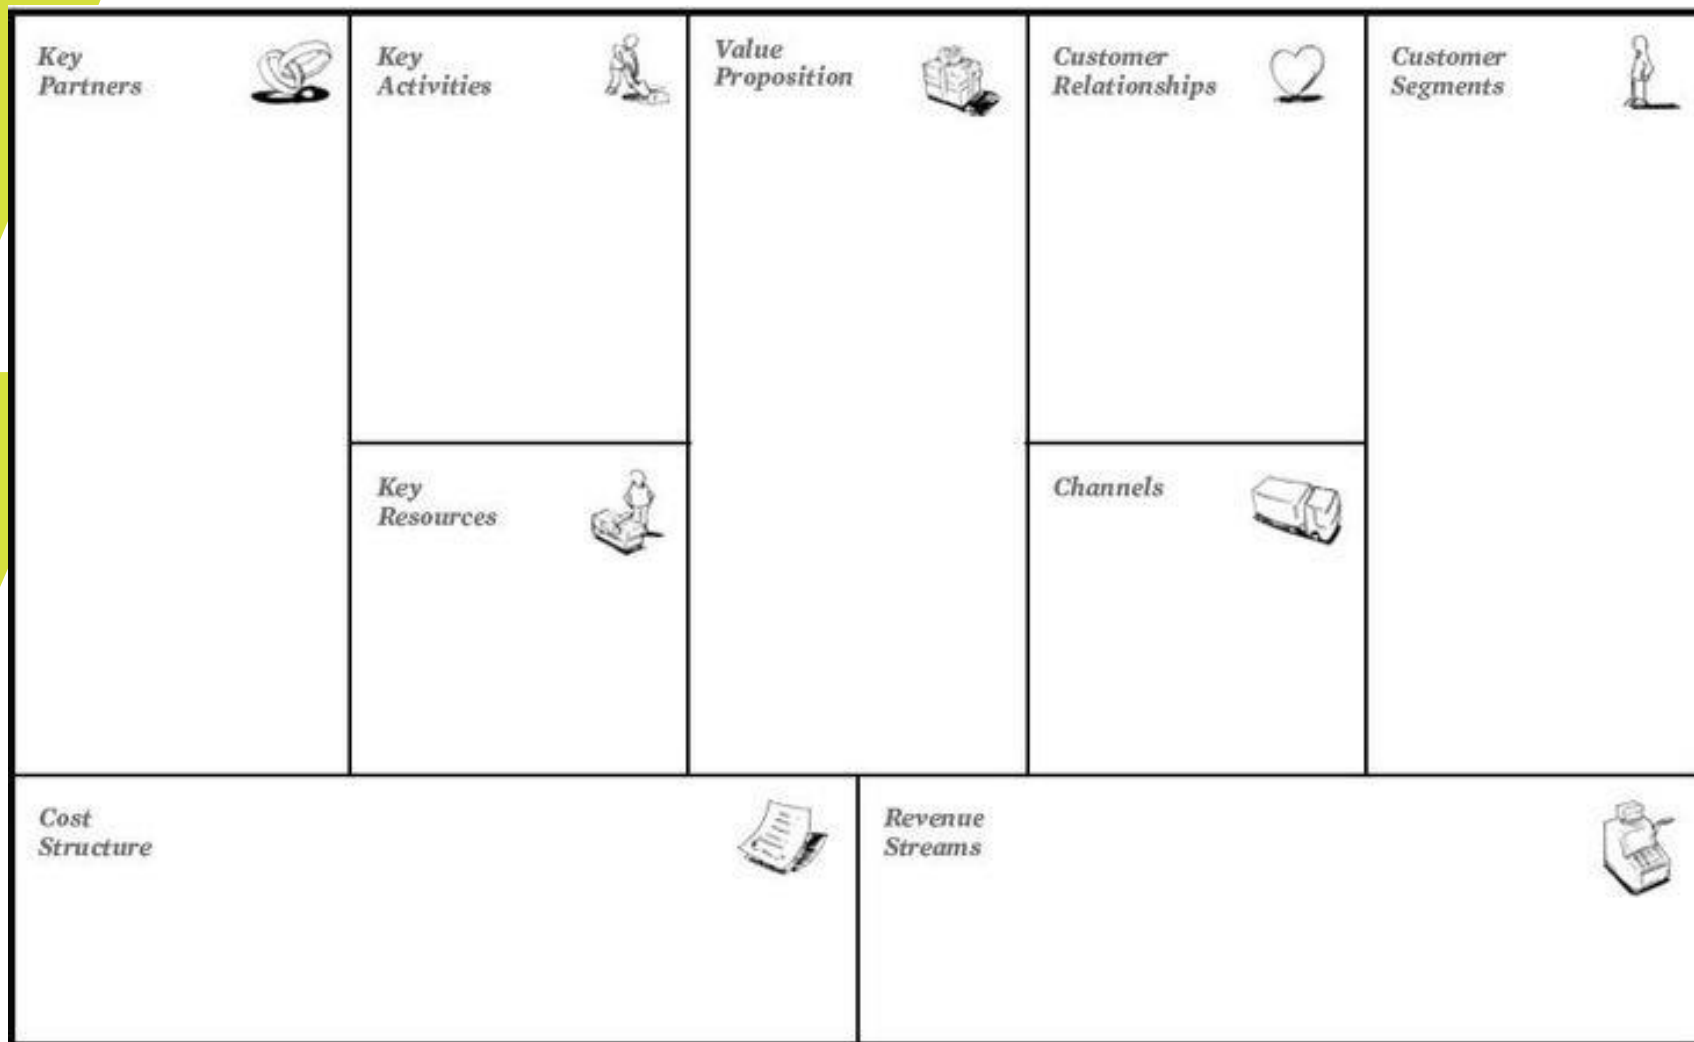 Key
Partners
Key
Activities
Value
Proposition
Customer
Relationships
Customer
Segments
Key
Resources
Channels
Cost
Structure
Revenue
Streams